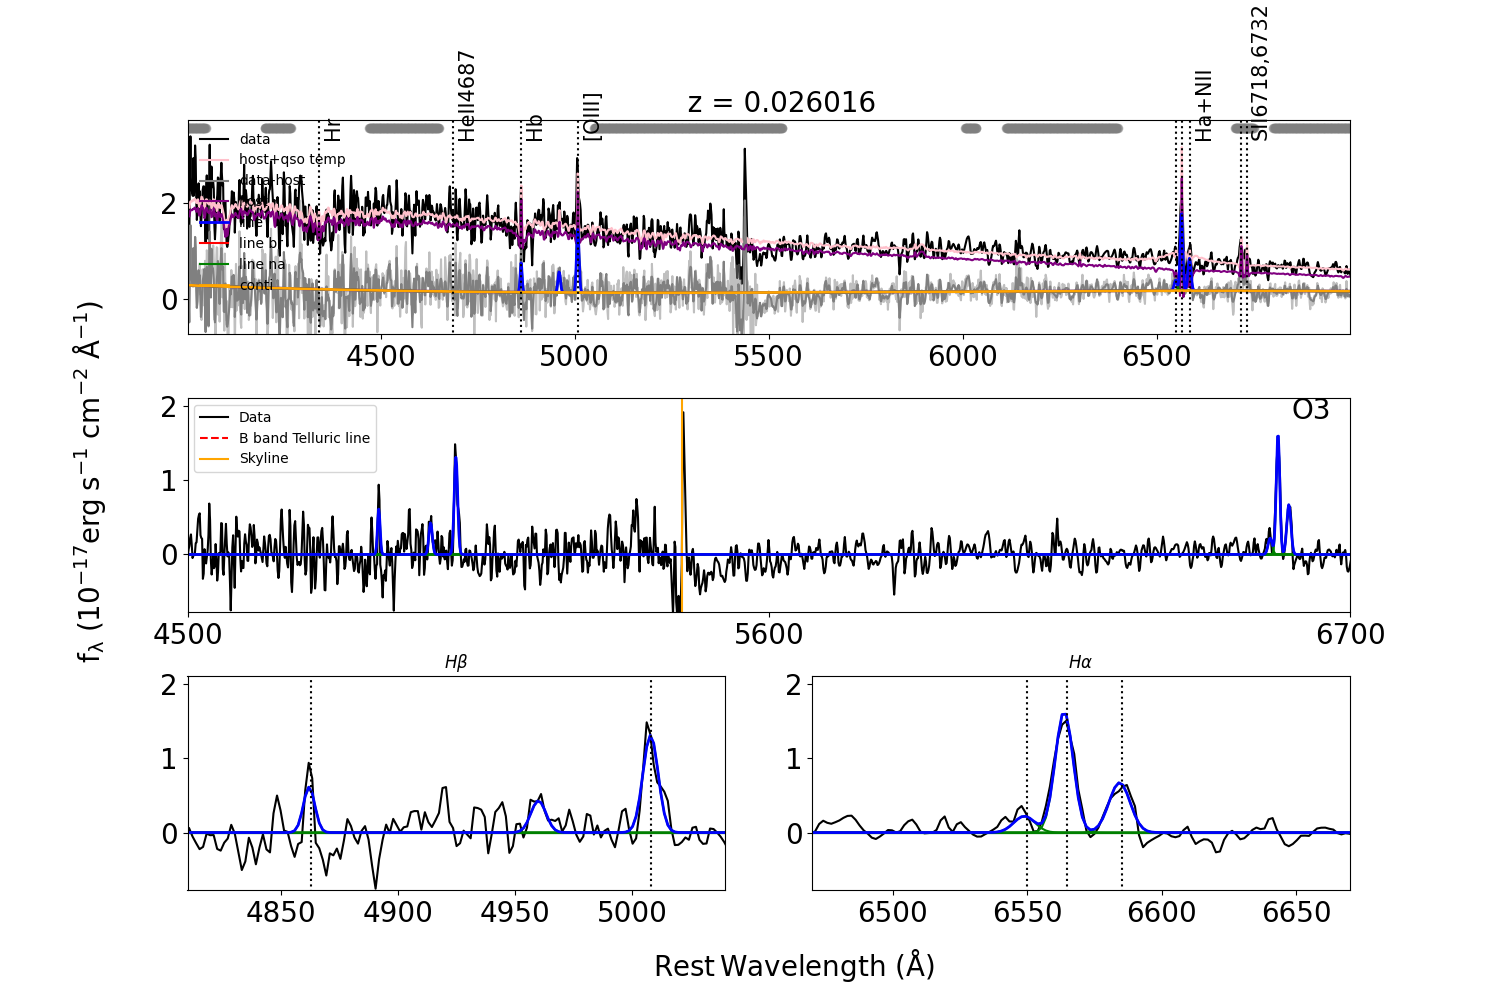 z = 0.026016
Hr
HeII4687
Hb
[OIII]
Ha+NII
SII6718,6732
data
host+qso temp
data-host
line br
line na
conti
2
0
4500
5000
5500
6000
6500
Data
B band Telluric line
Skyline
O3
2
1
0
4500
5600
6700
fλ (10−17erg s−1 cm−2 Å−1)
Hβ
2
1
0
4850
4900
4950
5000
Hα
2
1
0
6500
6550
6600
6650
Rest Wavelength (Å)